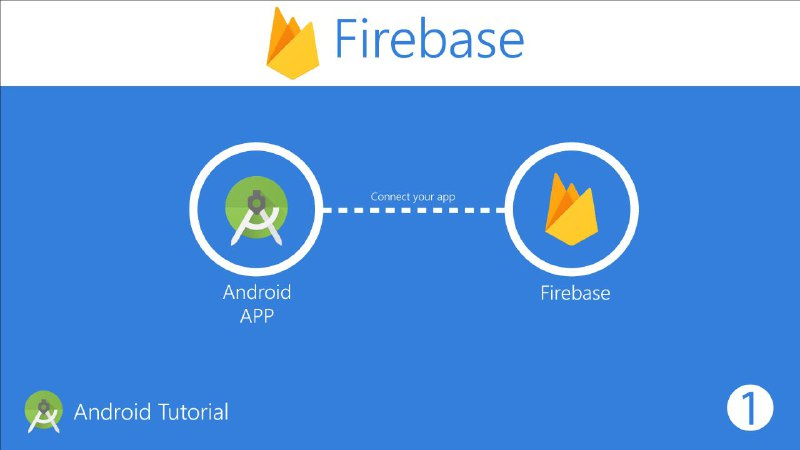 Firebase
Connect your app
Android
APP
Firebase
Android Tutorial
1